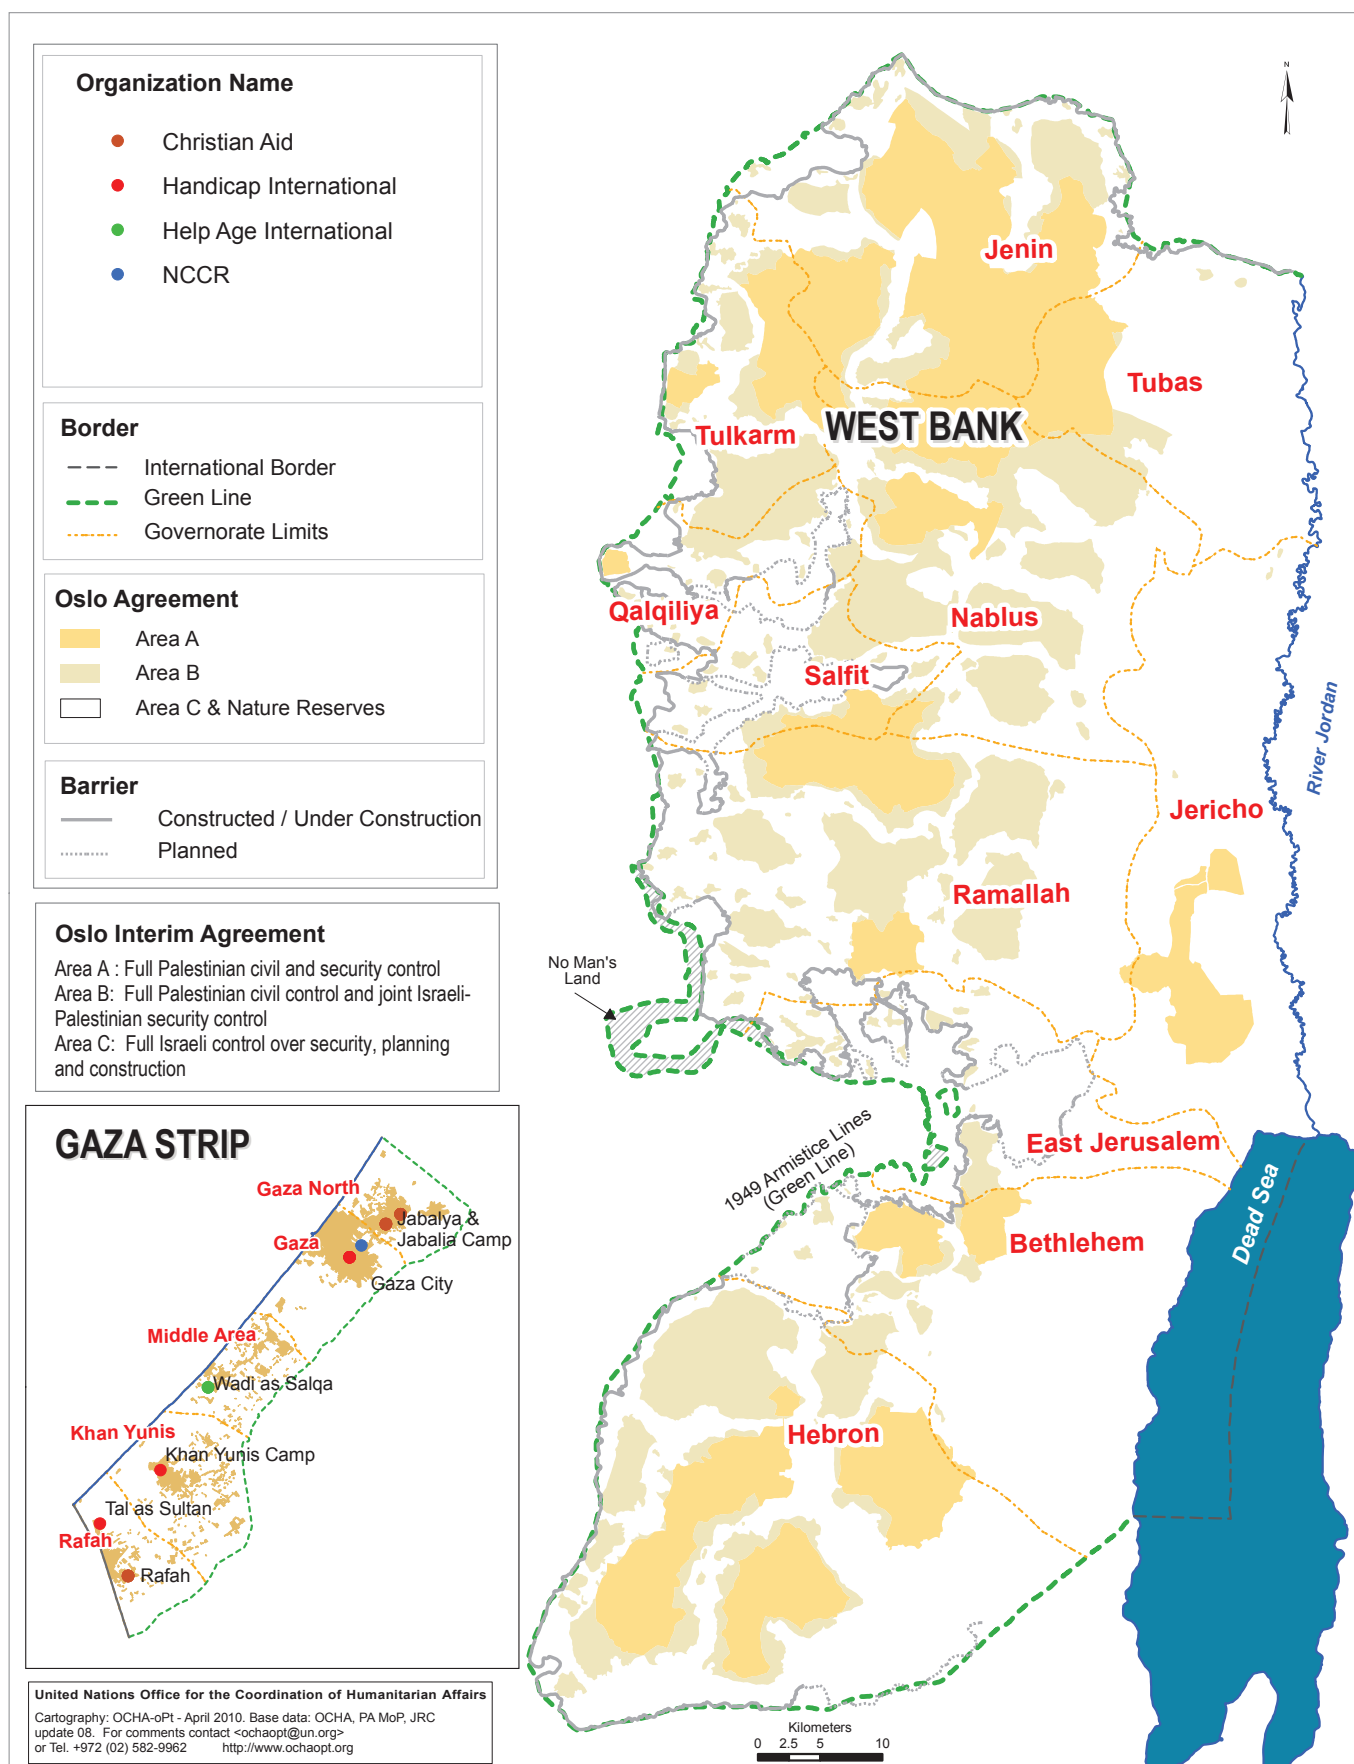 Organization Name
Christian Aid
Handicap International
Help Age International
NCCR
Border
International Border
Green Line
Governorate Limits
Oslo Agreement
Area A
Area B
Area C & Nature Reserves
Barrier
Constructed / Under Construction
Planned
Oslo Interim Agreement
Area A : Full Palestinian civil and security control
Area B: Full Palestinian civil control and joint Israeli-
Palestinian security control
Area C: Full Israeli control over security, planning
and construction
GAZA STRIP
Gaza North
Jabalya &
Jabalia Camp
Gaza
Gaza City
Middle Area
Wadi as Salqa
Khan Yunis
Khan Yunis Camp
Tal as Sultan
Rafah
Rafah
United Nations Office for the Coordination of Humanitarian Affairs
Cartography: OCHA-oPt - April 2010. Base data: OCHA, PA MoP, JRC
update 08. For comments contact <ochaopt@un.org>
or Tel. +972 (02) 582-9962 http://www.ochaopt.org
N
Jenin
Tubas
WEST BANK
Tulkarm
Qalqiliya
Nablus
Salfit
River Jordan
Jericho
Ramallah
No Man's
Land
1949 Armistice Lines
(Green Line)
East Jerusalem
Dead Sea
Bethlehem
Hebron
Kilometers
0 2.5 5 10